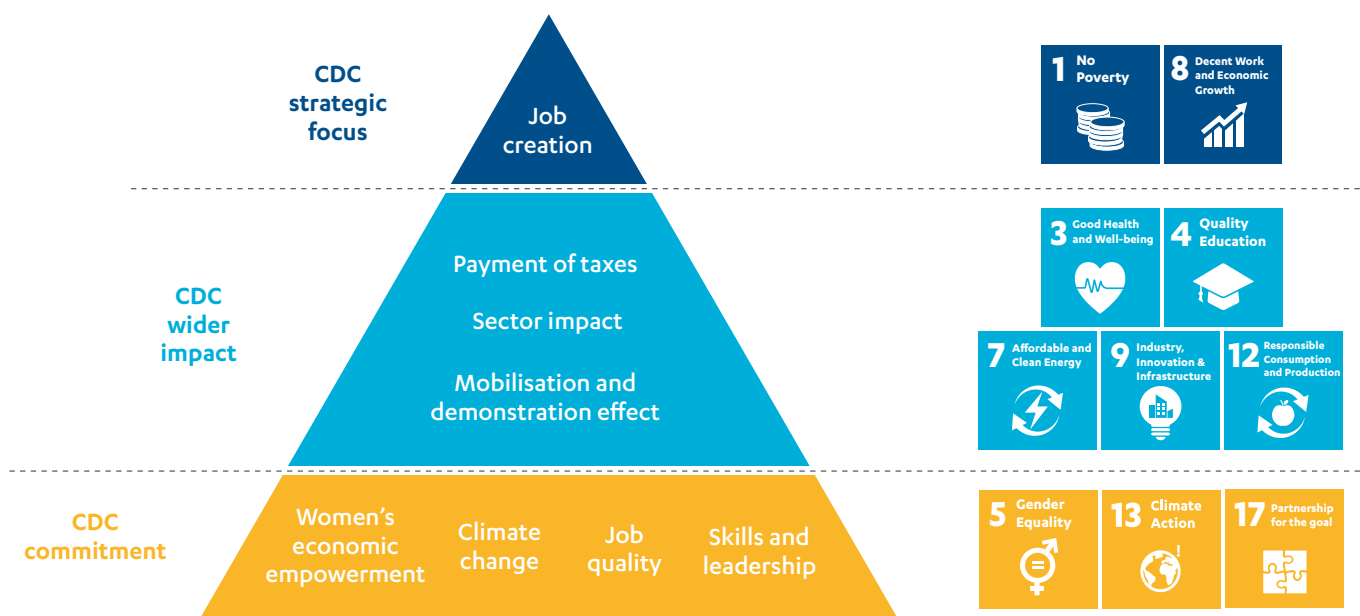 CDC
strategic
focus
Job
creation
1 No
Poverty
8 Decent Work
and Economic
Growth
CDC
wider
impact
Payment of taxes
Sector impact
Mobilisation and
demonstration effect
3 Good Health
and Well-being
4 Quality
Education
7 Affordable and
Clean Energy
9 Industry,
Innovation &
Infrastructure
12 Responsible
Consumption
and Production
CDC
commitment
Women's
economic
empowerment
Climate
change
Job
quality
Skills and
leadership
5 Gender
Equality
13 Climate
Action
!
17 Partnership
for the goal